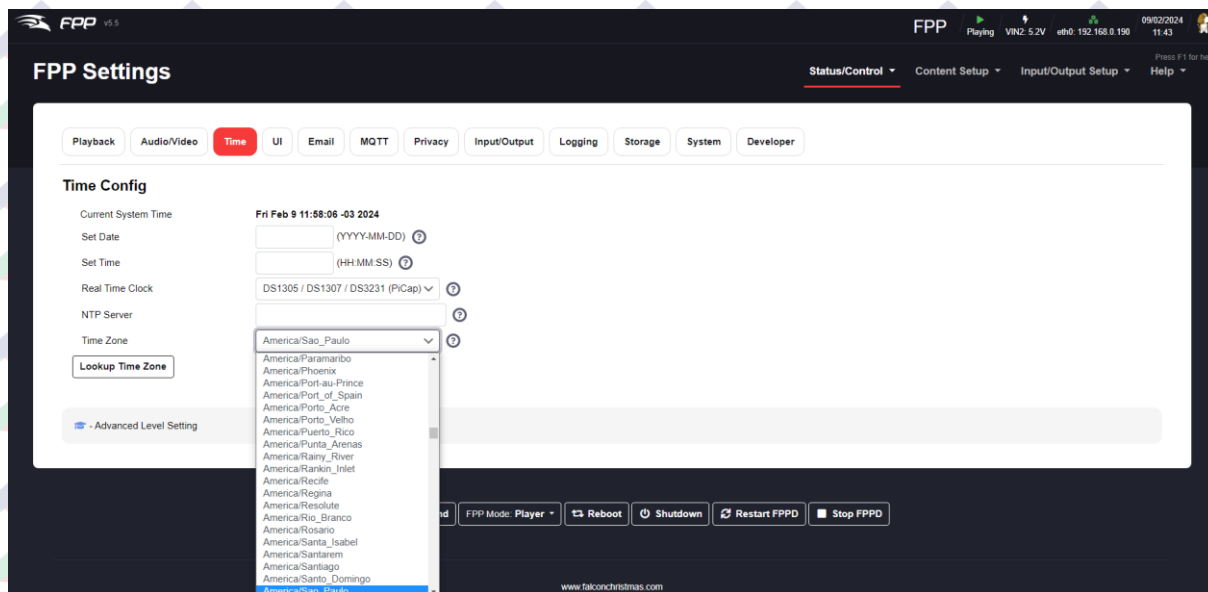 FPP v5.5
FPP Playing VIN2: 5.2V eth0: 192.168.0.190 09/02/2024 11:43
Press F1 for he
FPP Settings
Status/Control Content Setup Input/Output Setup Help
Playback Audio/Video Time UI Email MQTT Privacy Input/Output Logging Storage System Developer
Time Config
Current System Time Fri Feb 9 11:58:06 -03 2024
Set Date (YYYY-MM-DD)
Set Time (HH:MM:SS)
Real Time Clock DS1305 / DS1307 / DS3231 (PiCap)
NTP Server
Time Zone America/Sao_Paulo
Lookup Time Zone
America/Paramaribo
America/Phoenix
America/Port-au-Prince
America/Port_of_Spain
America/Porto_Acre
America/Porto_Velho
America/Puerto_Rico
America/Punta_Arenas
America/Rainy_River
America/Rankin_Inlet
America/Recife
America/Regina
America/Resolute
America/Rio_Branco
America/Rosario
America/Santa_Isabel
America/Santarem
America/Santiago
America/Santo_Domingo
America/Sao_Paulo
- Advanced Level Setting
nd FPP Mode: Player Reboot Shutdown Restart FPPD Stop FPPD
www.falconchristmas.com